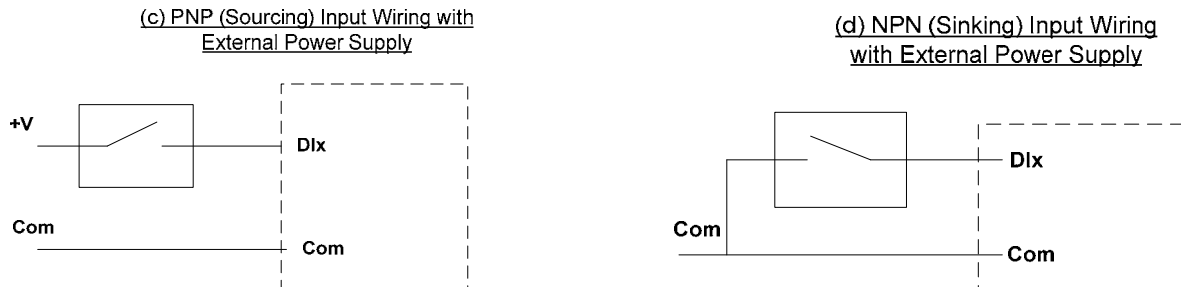 (c) PNP (Sourcing) Input Wiring with
External Power Supply
+V
DIx
Com
Com
(d) NPN (Sinking) Input Wiring
with External Power Supply
DIx
Com
Com